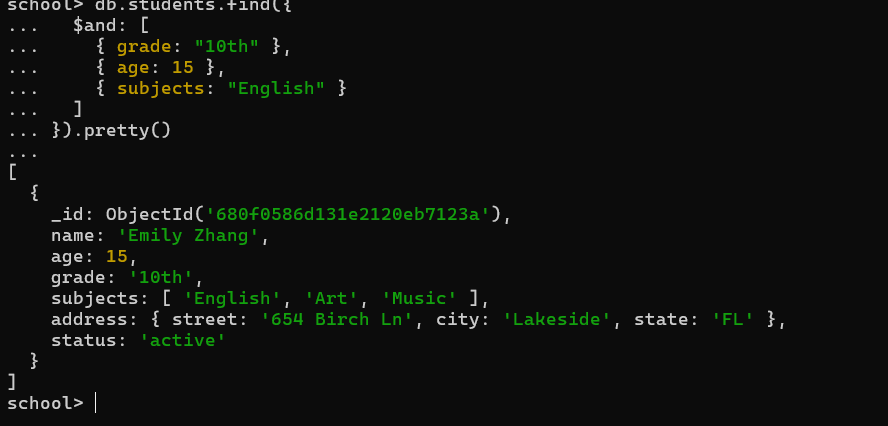 school> db.students.find({
...   $and: [
...     { grade: "10th" },
...     { age: 15 },
...     { subjects: "English" }
...   ]
... }).pretty()
...
[
  {
    _id: ObjectId('680f0586d131e2120eb7123a'),
    name: 'Emily Zhang',
    age: 15,
    grade: '10th',
    subjects: [ 'English', 'Art', 'Music' ],
    address: { street: '654 Birch Ln', city: 'Lakeside', state: 'FL' },
    status: 'active'
  }
]
school>